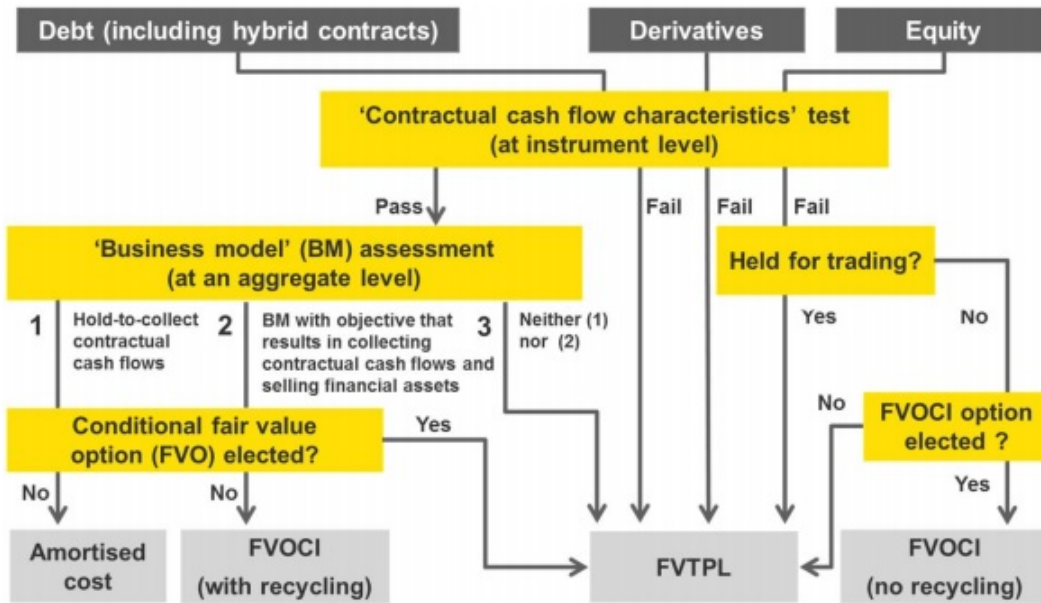 Debt (including hybrid contracts)
Derivatives
Equity
‘Contractual cash flow characteristics’ test
(at instrument level)
Pass
Fail
Fail
Fail
‘Business model’ (BM) assessment
(at an aggregate level)
Held for trading?
1
Hold-to-collect
contractual
cash flows
2
BM with objective that
results in collecting
contractual cash flows and
selling financial assets
3
Neither (1)
nor (2)
Yes
No
Conditional fair value
option (FVO) elected?
Yes
No
FVOCI option
elected ?
No
No
Yes
Amortised
cost
FVOCI
(with recycling)
FVTPL
FVOCI
(no recycling)